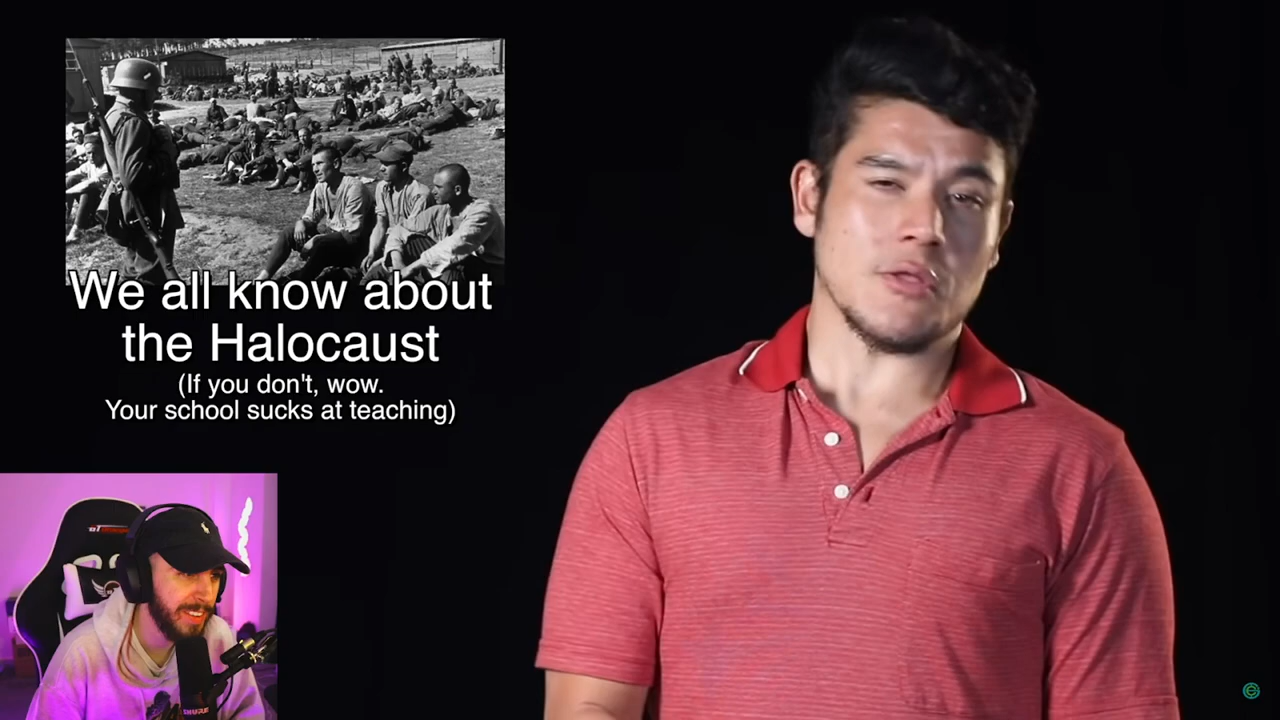 We all know about
the Halocaust
(If you don't, wow.
Your school sucks at teaching)